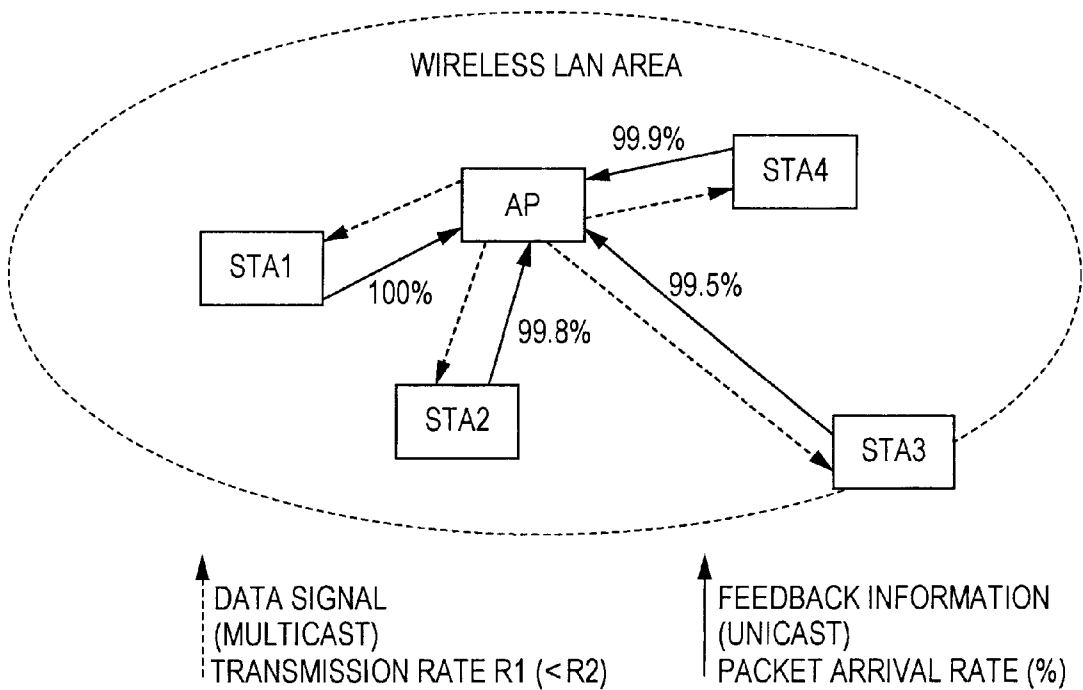 WIRELESS LAN AREA
99.9%
STA4
AP
STA1
100%
99.5%
99.8%
STA2
STA3
DATA SIGNAL
(MULTICAST)
TRANSMISSION RATE R1 (<R2)
FEEDBACK INFORMATION
(UNICAST)
PACKET ARRIVAL RATE (%)